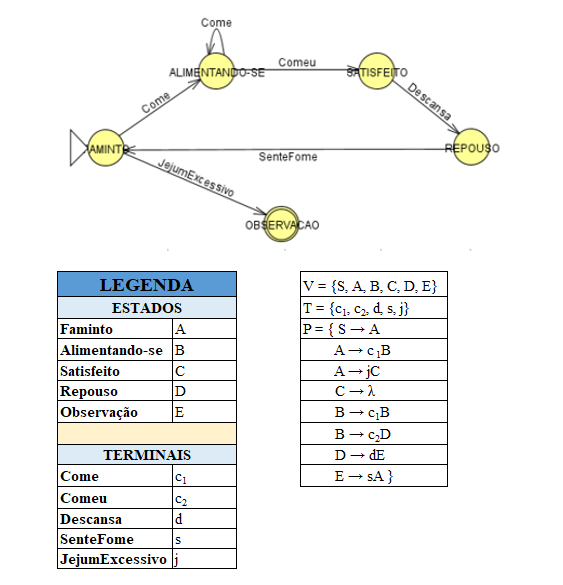 Come
ALIMENTANDO-SE
Comeu
SATISFEITO
Come
Descansa
AMINTO
SenteFome
REPOUSO
JejumExcessivo
OBSERVACAO
LEGENDA
ESTADOS
Faminto A
Alimentando-se B
Satisfeito C
Repouso D
Observação E
TERMINAIS
Come c₁
Comeu c₂
Descansa d
SenteFome s
JejumExcessivo j
V = {S, A, B, C, D, E}
T = {c₁, c₂, d, s, j}
P = { S → A
A → c₁B
A → jC
C → λ
B → c₁B
B → c₂D
D → dE
E → sA }